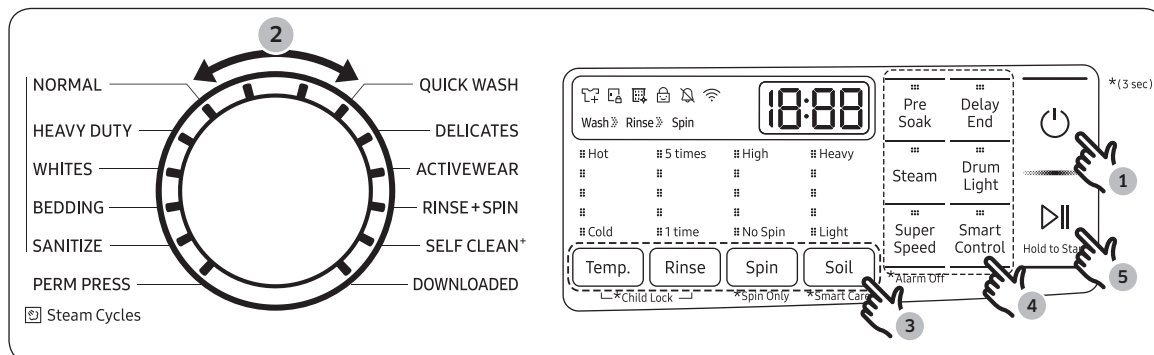 2
NORMAL
HEAVY DUTY
WHITES
BEDDING
SANITIZE
PERM PRESS
Steam Cycles
QUICK WASH
DELICATES
ACTIVEWEAR
RINSE+SPIN
SELF CLEAN+
DOWNLOADED
18:88
Wash Rinse Spin
Hot 5 times High Heavy
Cold 1 time No Spin Light
Temp. Rinse Spin Soil
*Child Lock *Spin Only *Smart Care
3
Pre Soak
Delay End
Steam
Drum Light
Super Speed
Smart Control
*Alarm Off
4
*(3 sec)
1
Hold to Start
5